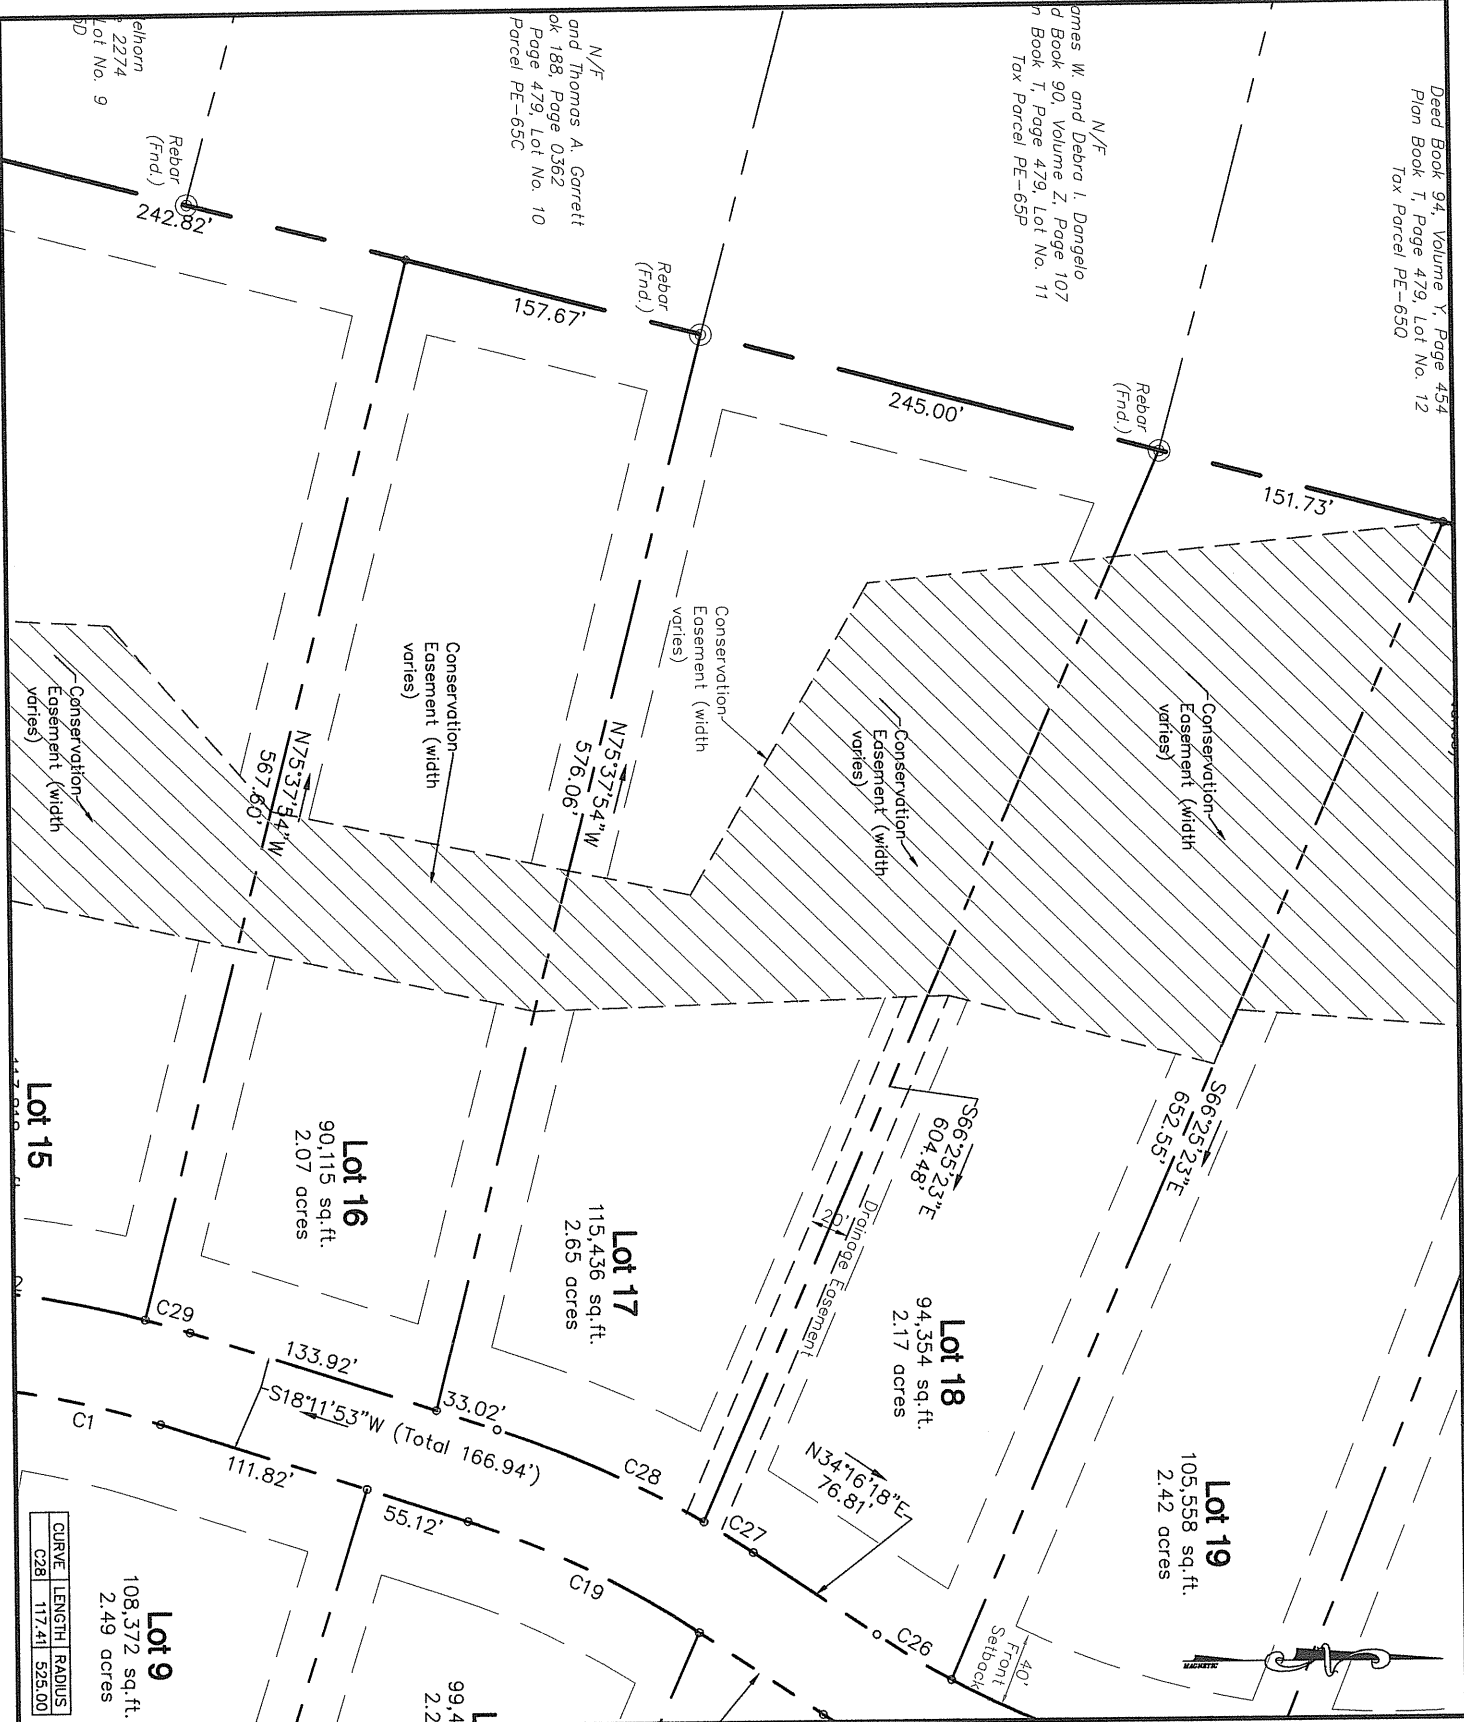 Deed Book 94, Volume Y, Page 454
Plan Book T, Page 479, Lot No. 12
Tax Parcel PE-65Q
N/F
ames W. and Debra I. Dangelo
d Book 90, Volume Z, Page 107
n Book T, Page 479, Lot No. 11
Tax Parcel PE-65P
N/F
and Thomas A. Garrett
ok 188, Page 0362
Page 479, Lot No. 10
Parcel PE-65C
elhorn
2274
Lot No. 9
5D
Rebar
(Fnd.)
242.82'
157.67'
Rebar
(Fnd.)
245.00'
Rebar
(Fnd.)
151.73'
Conservation
Easement (width
varies)
Conservation
Easement (width
varies)
Conservation
Easement (width
varies)
Conservation
Easement (width
varies)
Conservation
Easement (width
varies)
N75°37'54"W
567.60'
N75°37'54"W
576.06'
S66°25'23"E
604.48'
S66°25'23"E
652.55'
20'
Drainage Easement
Lot 15
Lot 16
90,115 sq.ft.
2.07 acres
Lot 17
115,436 sq.ft.
2.65 acres
Lot 18
94,354 sq.ft.
2.17 acres
Lot 19
105,558 sq.ft.
2.42 acres
C29
133.92'
33.02'
S18°11'53"W (Total 166.94')
C28
C27
N34°16'18"E
76.81'
C26
40'
Front
Setback
C1
111.82'
55.12'
C19
Lot 9
108,372 sq.ft.
2.49 acres
L
99,4
2.2
CURVE LENGTH RADIUS
C28 117.41 525.00
MAGNETIC